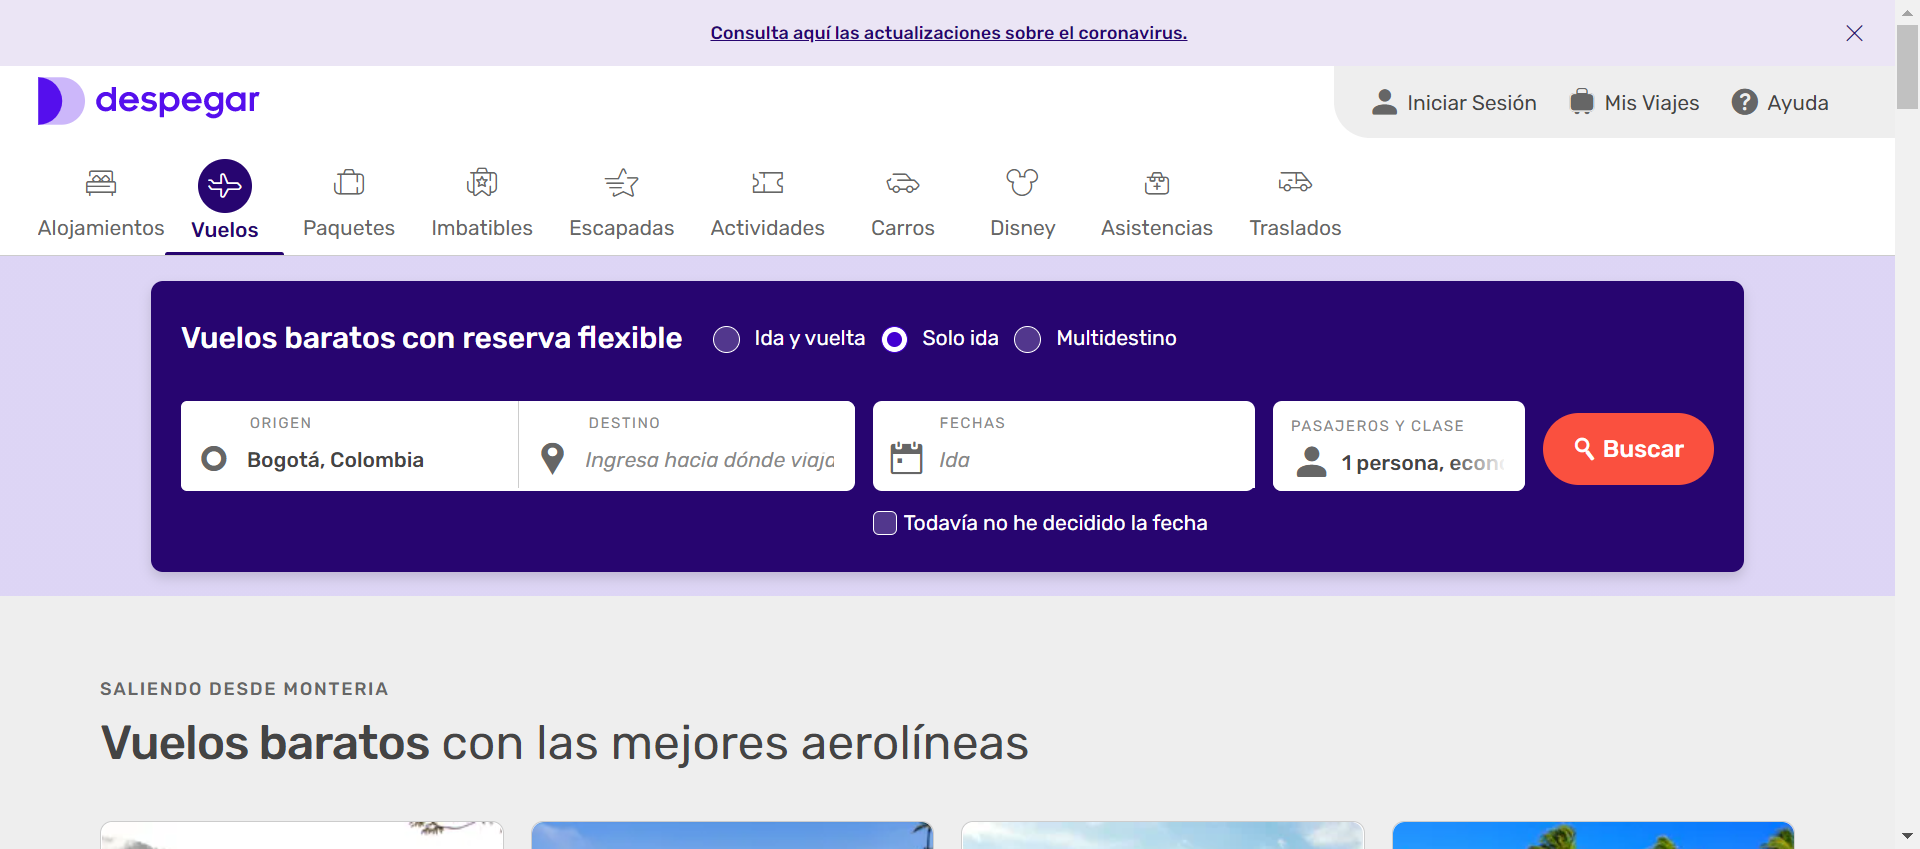 Consulta aquí las actualizaciones sobre el coronavirus.
despegar
Iniciar Sesión
Mis Viajes
Ayuda
Alojamientos
Vuelos
Paquetes
Imbatibles
Escapadas
Actividades
Carros
Disney
Asistencias
Traslados
Vuelos baratos con reserva flexible
Ida y vuelta
Solo ida
Multidestino
ORIGEN
Bogotá, Colombia
DESTINO
Ingresa hacia dónde viaja
FECHAS
Ida
PASAJEROS Y CLASE
1 persona, econ
Buscar
Todavía no he decidido la fecha
SALIENDO DESDE MONTERIA
Vuelos baratos con las mejores aerolíneas